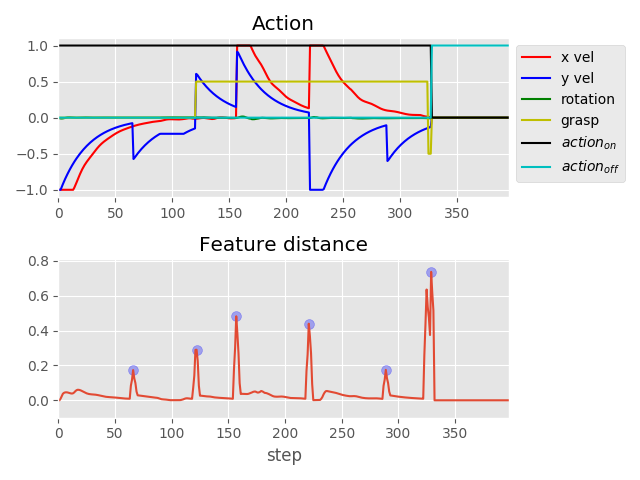 Action
1.0
0.5
0.0
−0.5
−1.0
0 50 100 150 200 250 300 350
x vel
y vel
rotation
grasp
action_on
action_off
Feature distance
0.8
0.6
0.4
0.2
0.0
0 50 100 150 200 250 300 350
step